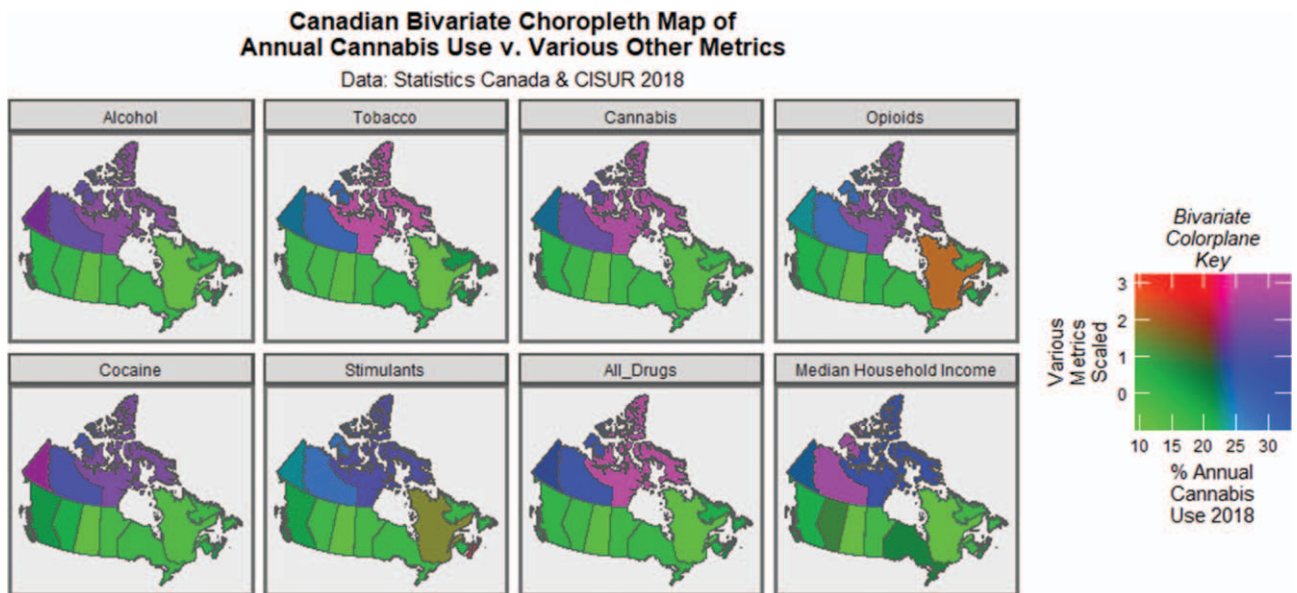 Canadian Bivariate Choropleth Map of
Annual Cannabis Use v. Various Other Metrics
Data: Statistics Canada & CISUR 2018
Alcohol
Tobacco
Cannabis
Opioids
Cocaine
Stimulants
All_Drugs
Median Household Income
Bivariate
Colorplane
Key
Various
Metrics
Scaled
3
2
1
0
10 15 20 25 30
% Annual
Cannabis
Use 2018